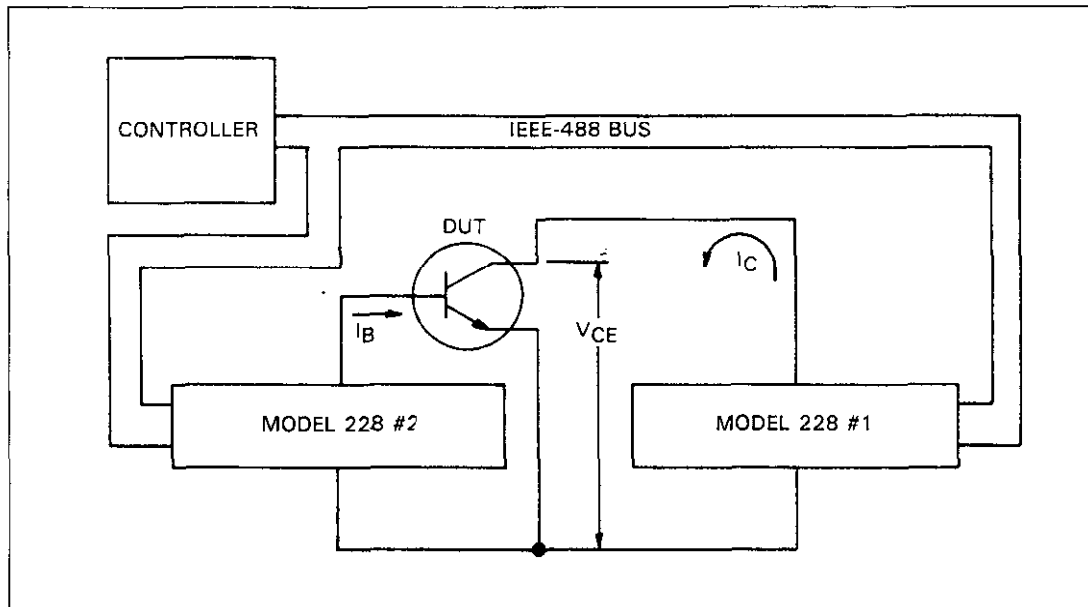 CONTROLLER
IEEE-488 BUS
DUT
IC
IB
VCE
MODEL 228 #2
MODEL 228 #1